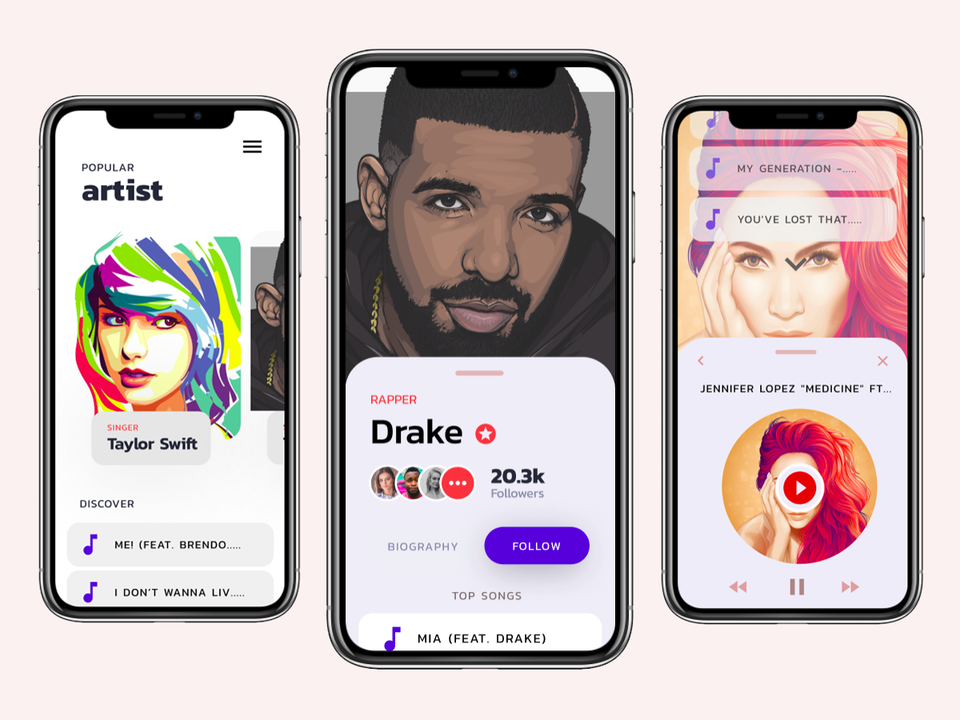 POPULAR
artist
SINGER
Taylor Swift
DISCOVER
ME! (FEAT. BRENDO.....
I DON'T WANNA LIV.....
RAPPER
Drake
20.3k
Followers
BIOGRAPHY
FOLLOW
TOP SONGS
MIA (FEAT. DRAKE)
MY GENERATION -.....
YOU'VE LOST THAT.....
JENNIFER LOPEZ "MEDICINE" FT...